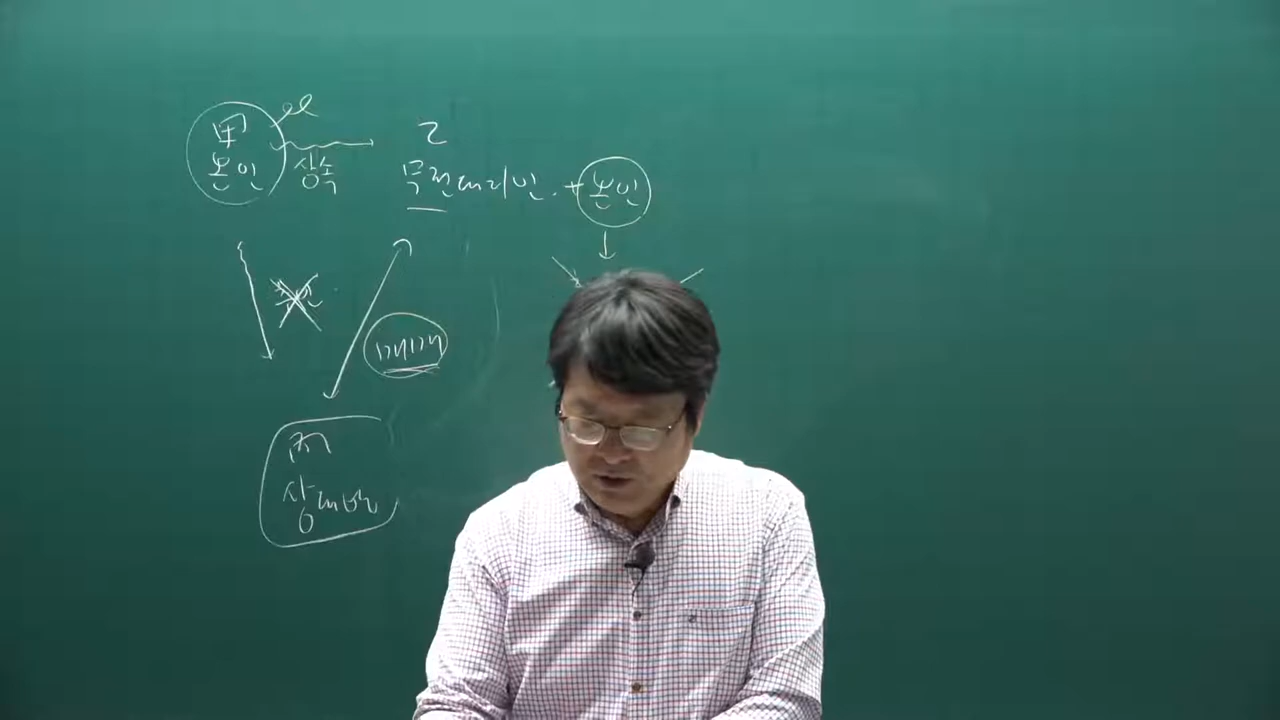 甲
본인
상속
乙
무권대리인 + 본인
매매
丙
상대방